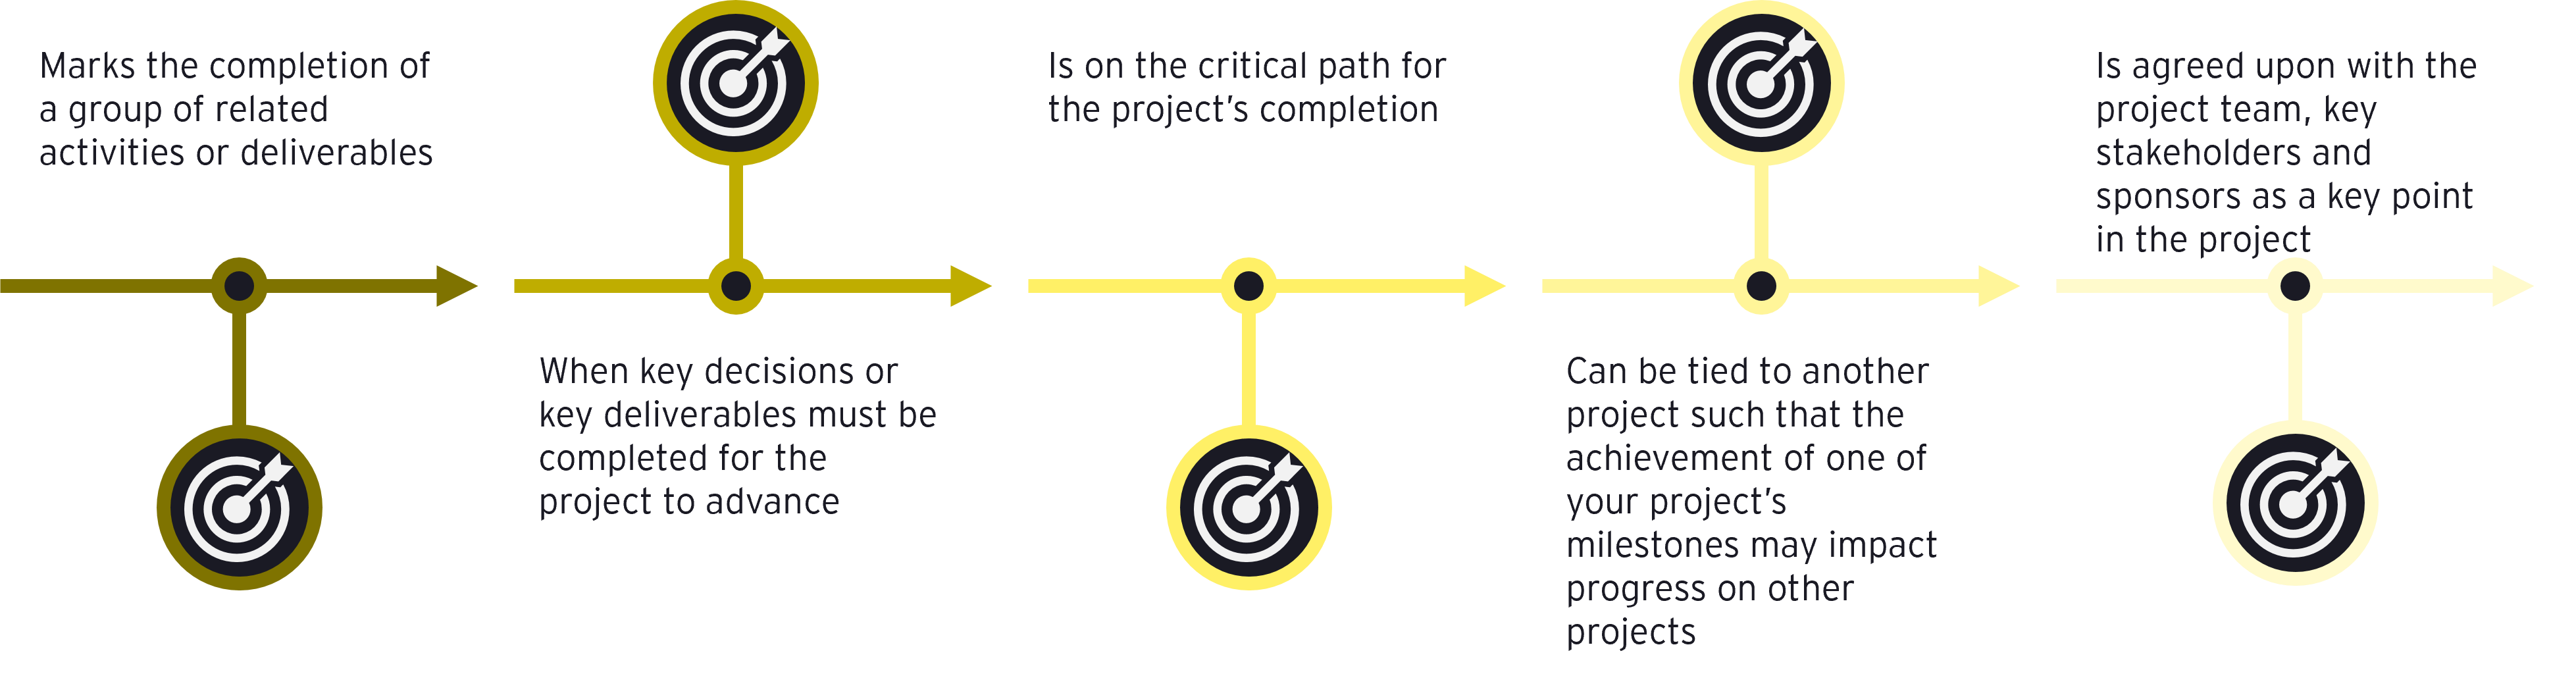 Marks the completion of
a group of related
activities or deliverables
When key decisions or
key deliverables must be
completed for the
project to advance
Is on the critical path for
the project’s completion
Can be tied to another
project such that the
achievement of one of
your project’s
milestones may impact
progress on other
projects
Is agreed upon with the
project team, key
stakeholders and
sponsors as a key point
in the project